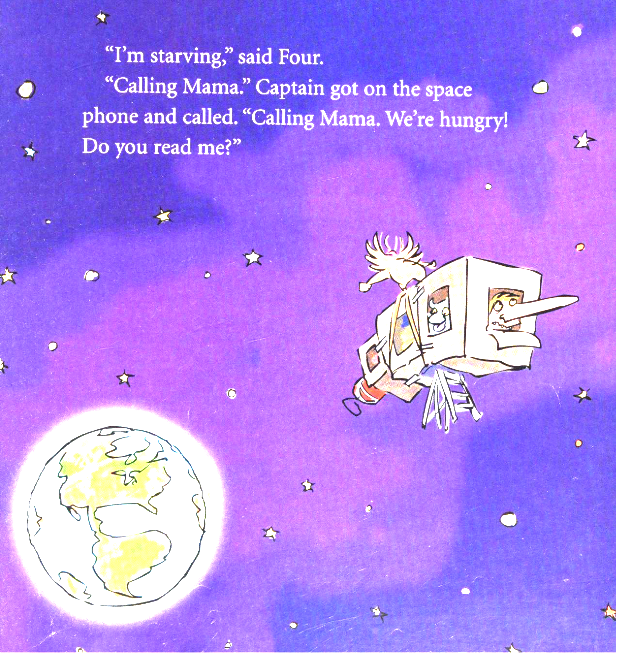 “I’m starving,” said Four.
“Calling Mama.” Captain got on the space
phone and called. “Calling Mama. We’re hungry!
Do you read me?”